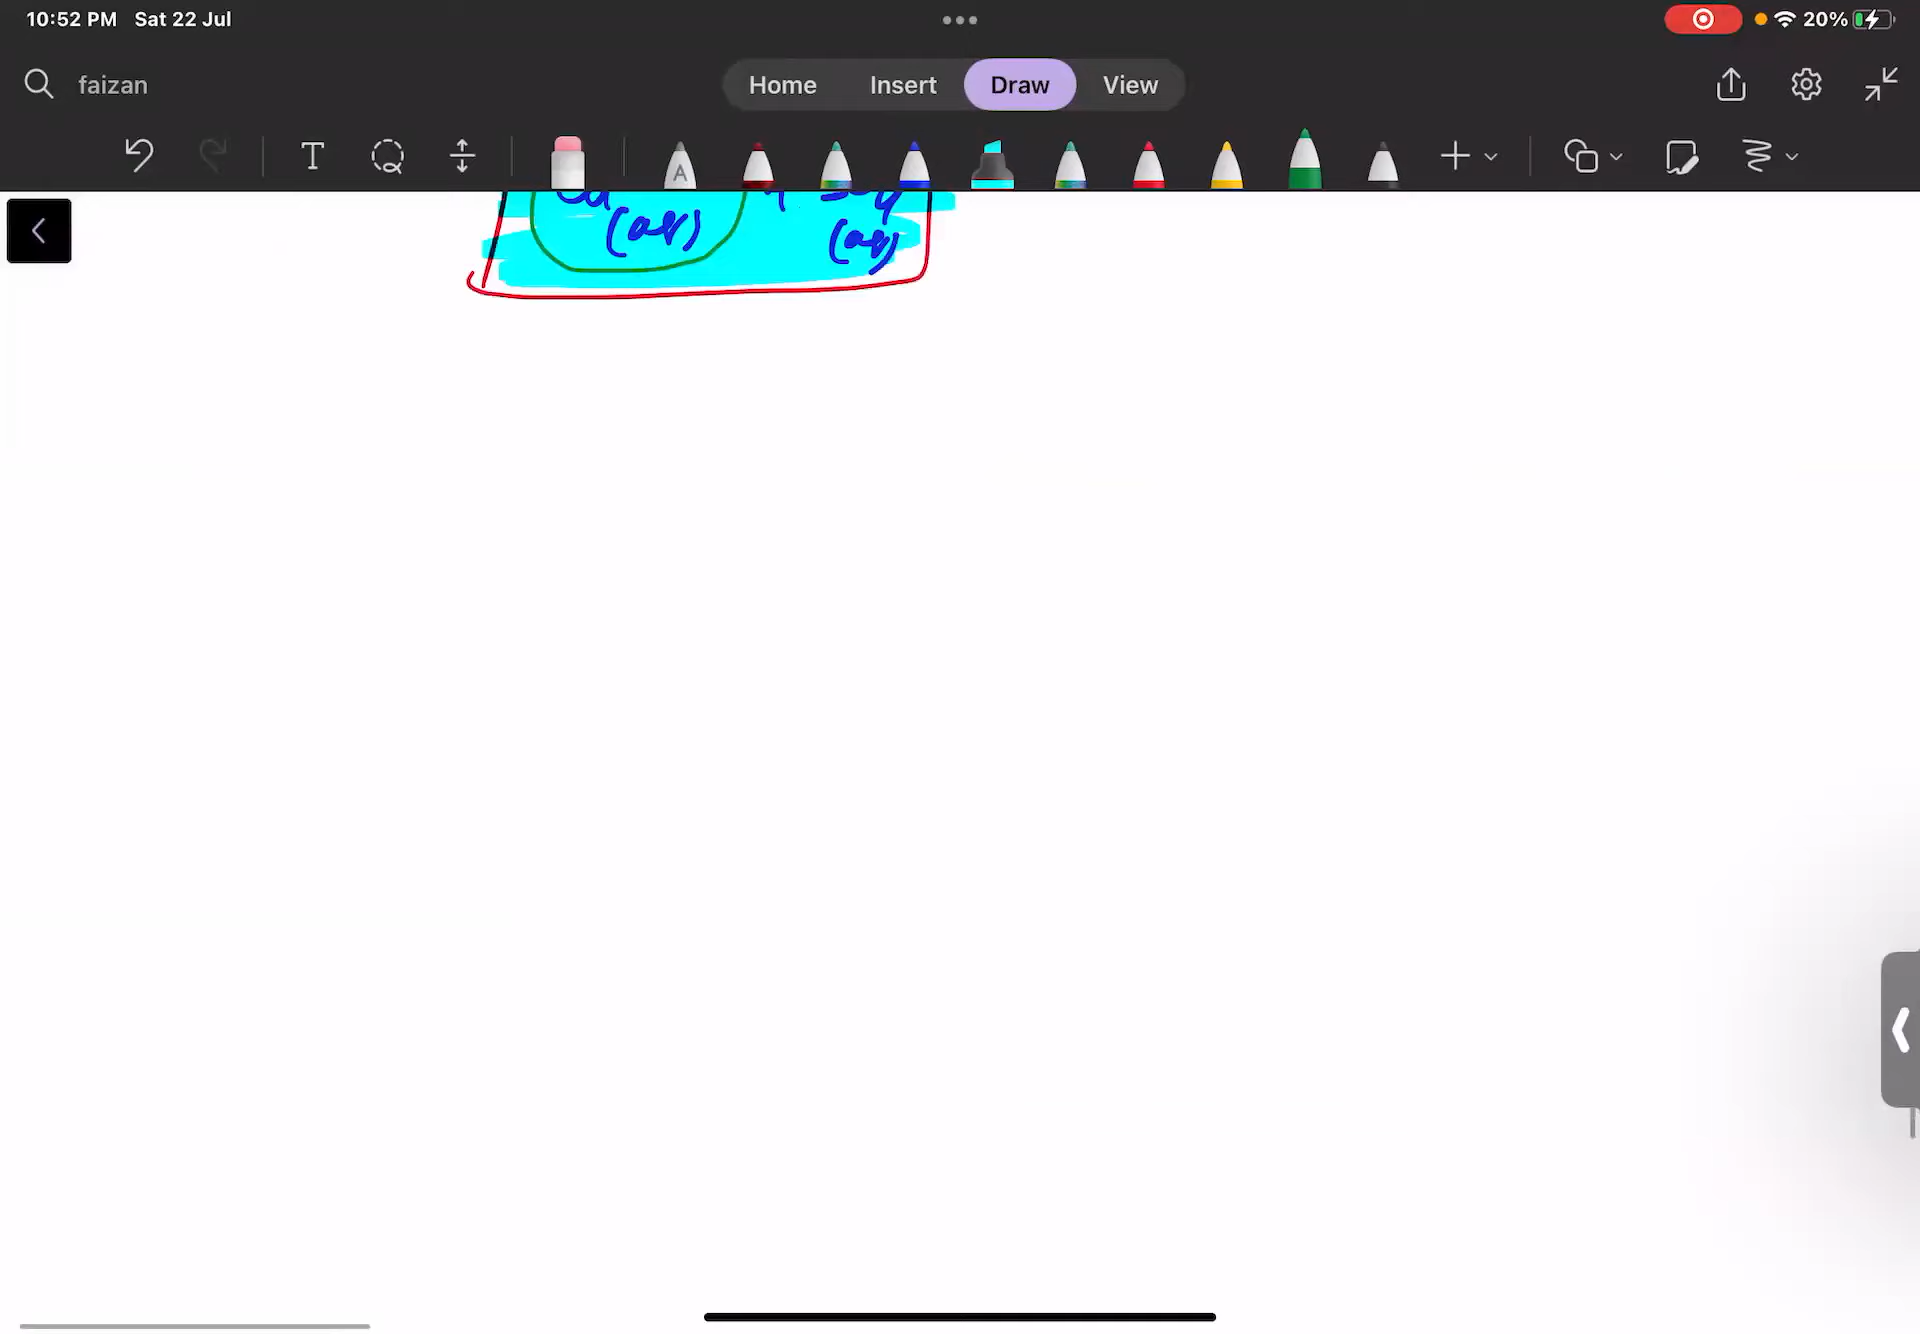 10:52 PM Sat 22 Jul
20%
faizan
Home Insert Draw View
T
A
(aq) (aq)